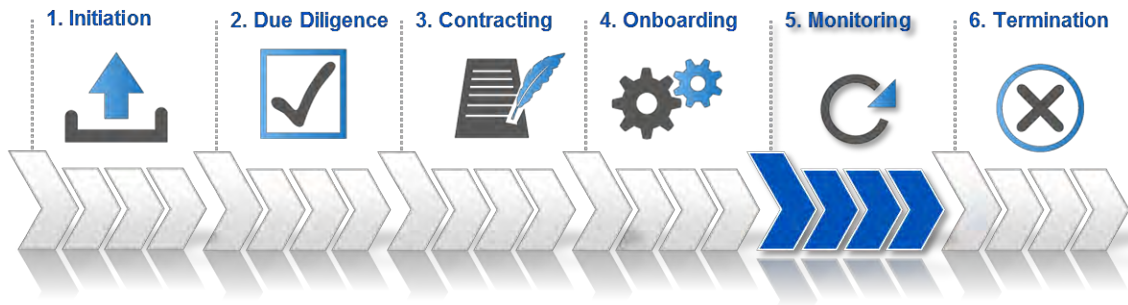 1. Initiation
2. Due Diligence
3. Contracting
4. Onboarding
5. Monitoring
6. Termination